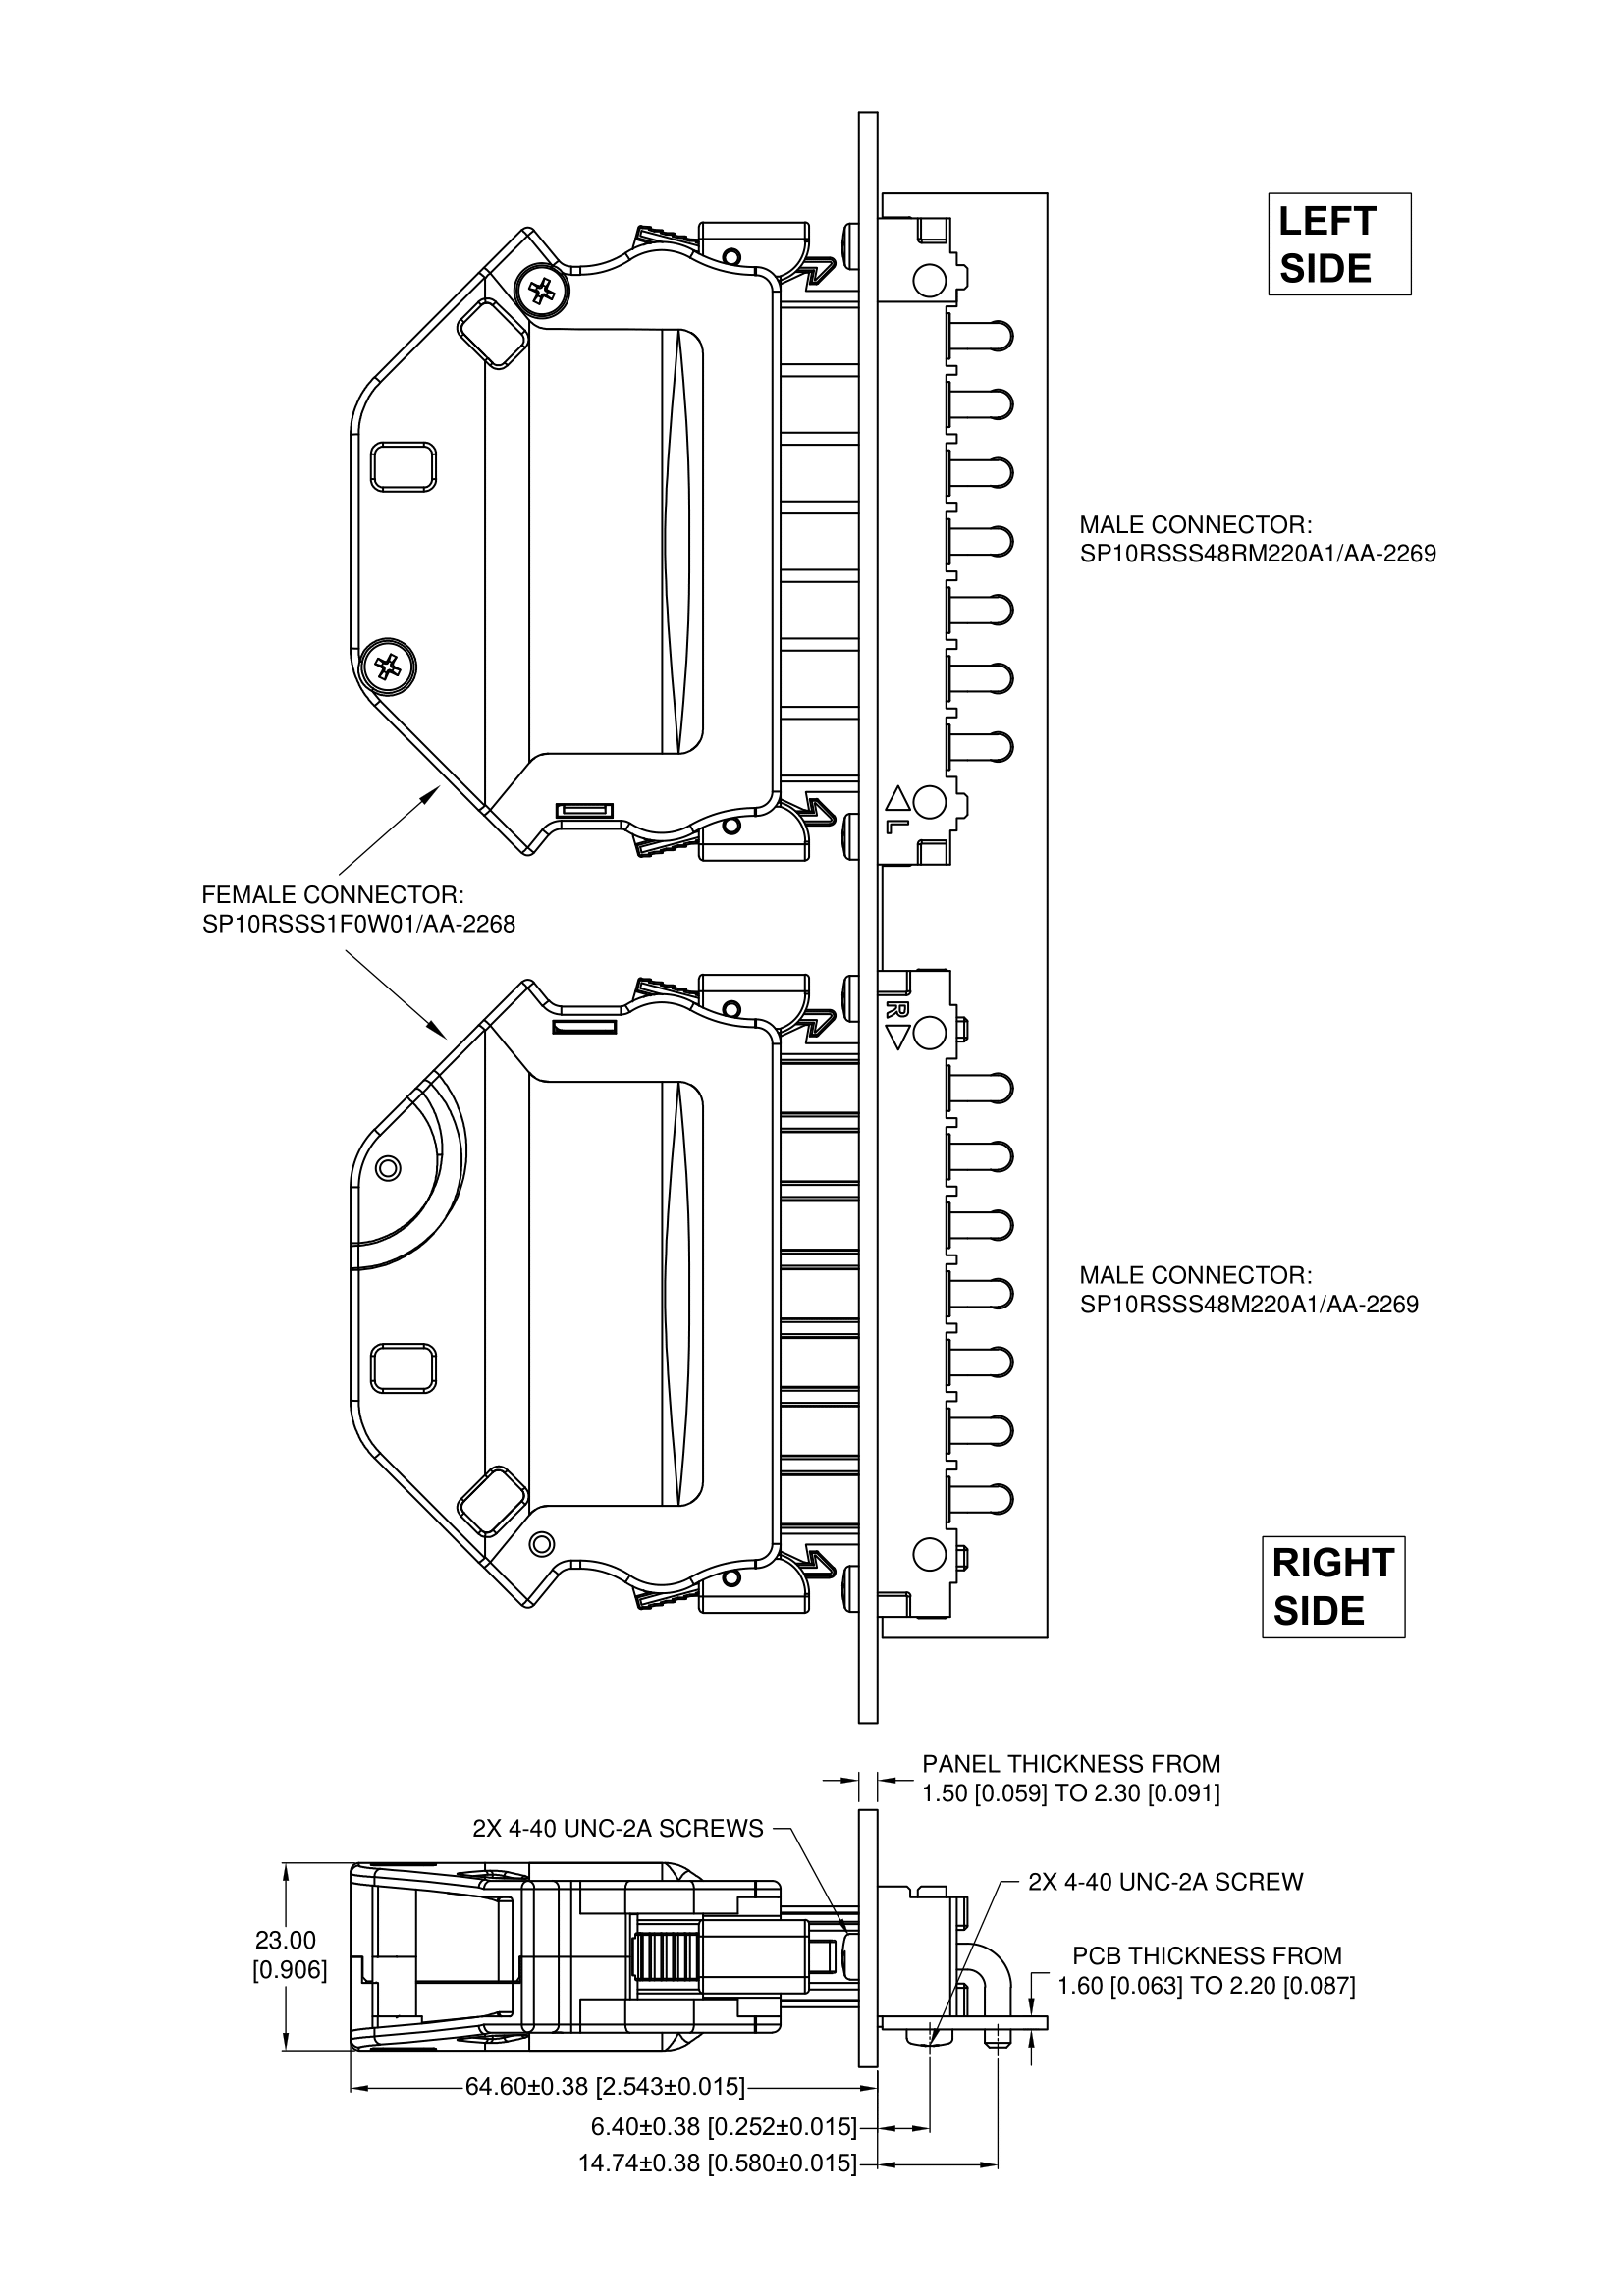 LEFT
SIDE
MALE CONNECTOR:
SP10RSSS48RM220A1/AA-2269
L
FEMALE CONNECTOR:
SP10RSSS1F0W01/AA-2268
R
MALE CONNECTOR:
SP10RSSS48M220A1/AA-2269
RIGHT
SIDE
PANEL THICKNESS FROM
1.50 [0.059] TO 2.30 [0.091]
2X 4-40 UNC-2A SCREWS
2X 4-40 UNC-2A SCREW
23.00
[0.906]
PCB THICKNESS FROM
1.60 [0.063] TO 2.20 [0.087]
64.60±0.38 [2.543±0.015]
6.40±0.38 [0.252±0.015]
14.74±0.38 [0.580±0.015]